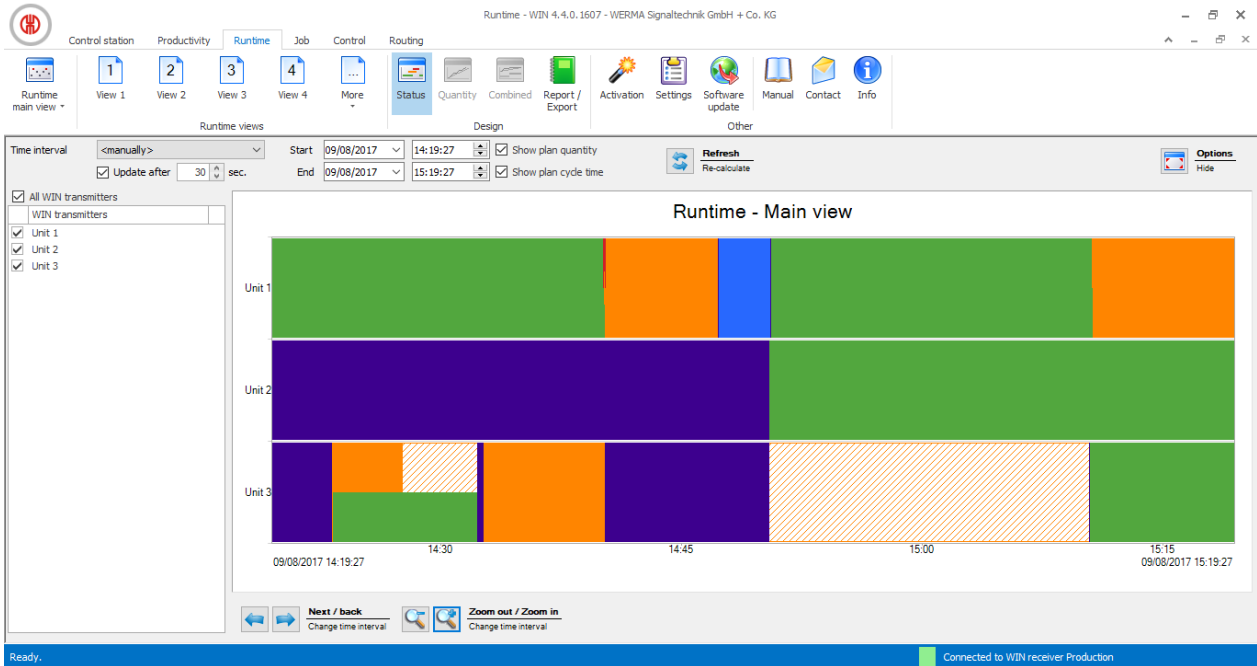 Runtime - WIN 4.4.0.1607 - WERMA Signaltechnik GmbH + Co. KG
Control station Productivity Runtime Job Control Routing
1 2 3 4 ...
Runtime main view View 1 View 2 View 3 View 4 More Status Quantity Combined Report / Export Activation Settings Software update Manual Contact Info
Runtime views Design Other
Time interval <manually> Start 09/08/2017 14:19:27 Show plan quantity Refresh Options
Re-calculate Hide
Update after 30 sec. End 09/08/2017 15:19:27 Show plan cycle time
All WIN transmitters
WIN transmitters
Unit 1
Unit 2
Unit 3
Runtime - Main view
Unit 1
Unit 2
Unit 3
14:30 14:45 15:00 15:15
09/08/2017 14:19:27 09/08/2017 15:19:27
Next / back Zoom out / Zoom in
Change time interval Change time interval
Ready. Connected to WIN receiver Production